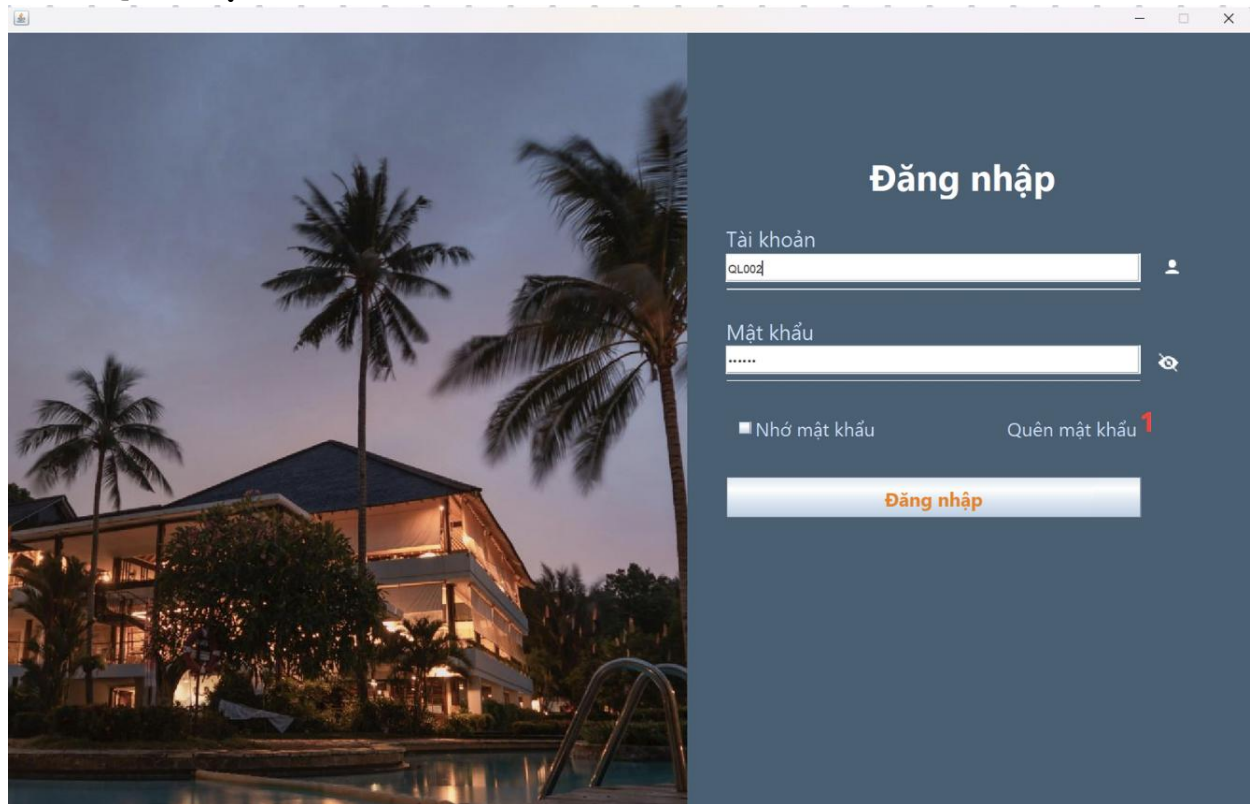 Đăng nhập
Tài khoản
QL002
Mật khẩu
Nhớ mật khẩu
Quên mật khẩu 1
Đăng nhập